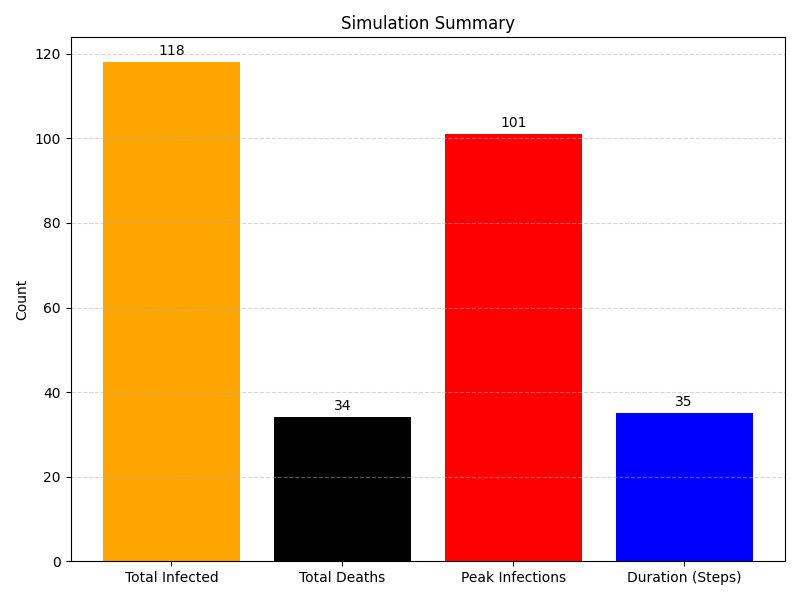 Simulation Summary
118
34
101
35
120
100
80
60
40
20
0
Count
Total Infected
Total Deaths
Peak Infections
Duration (Steps)